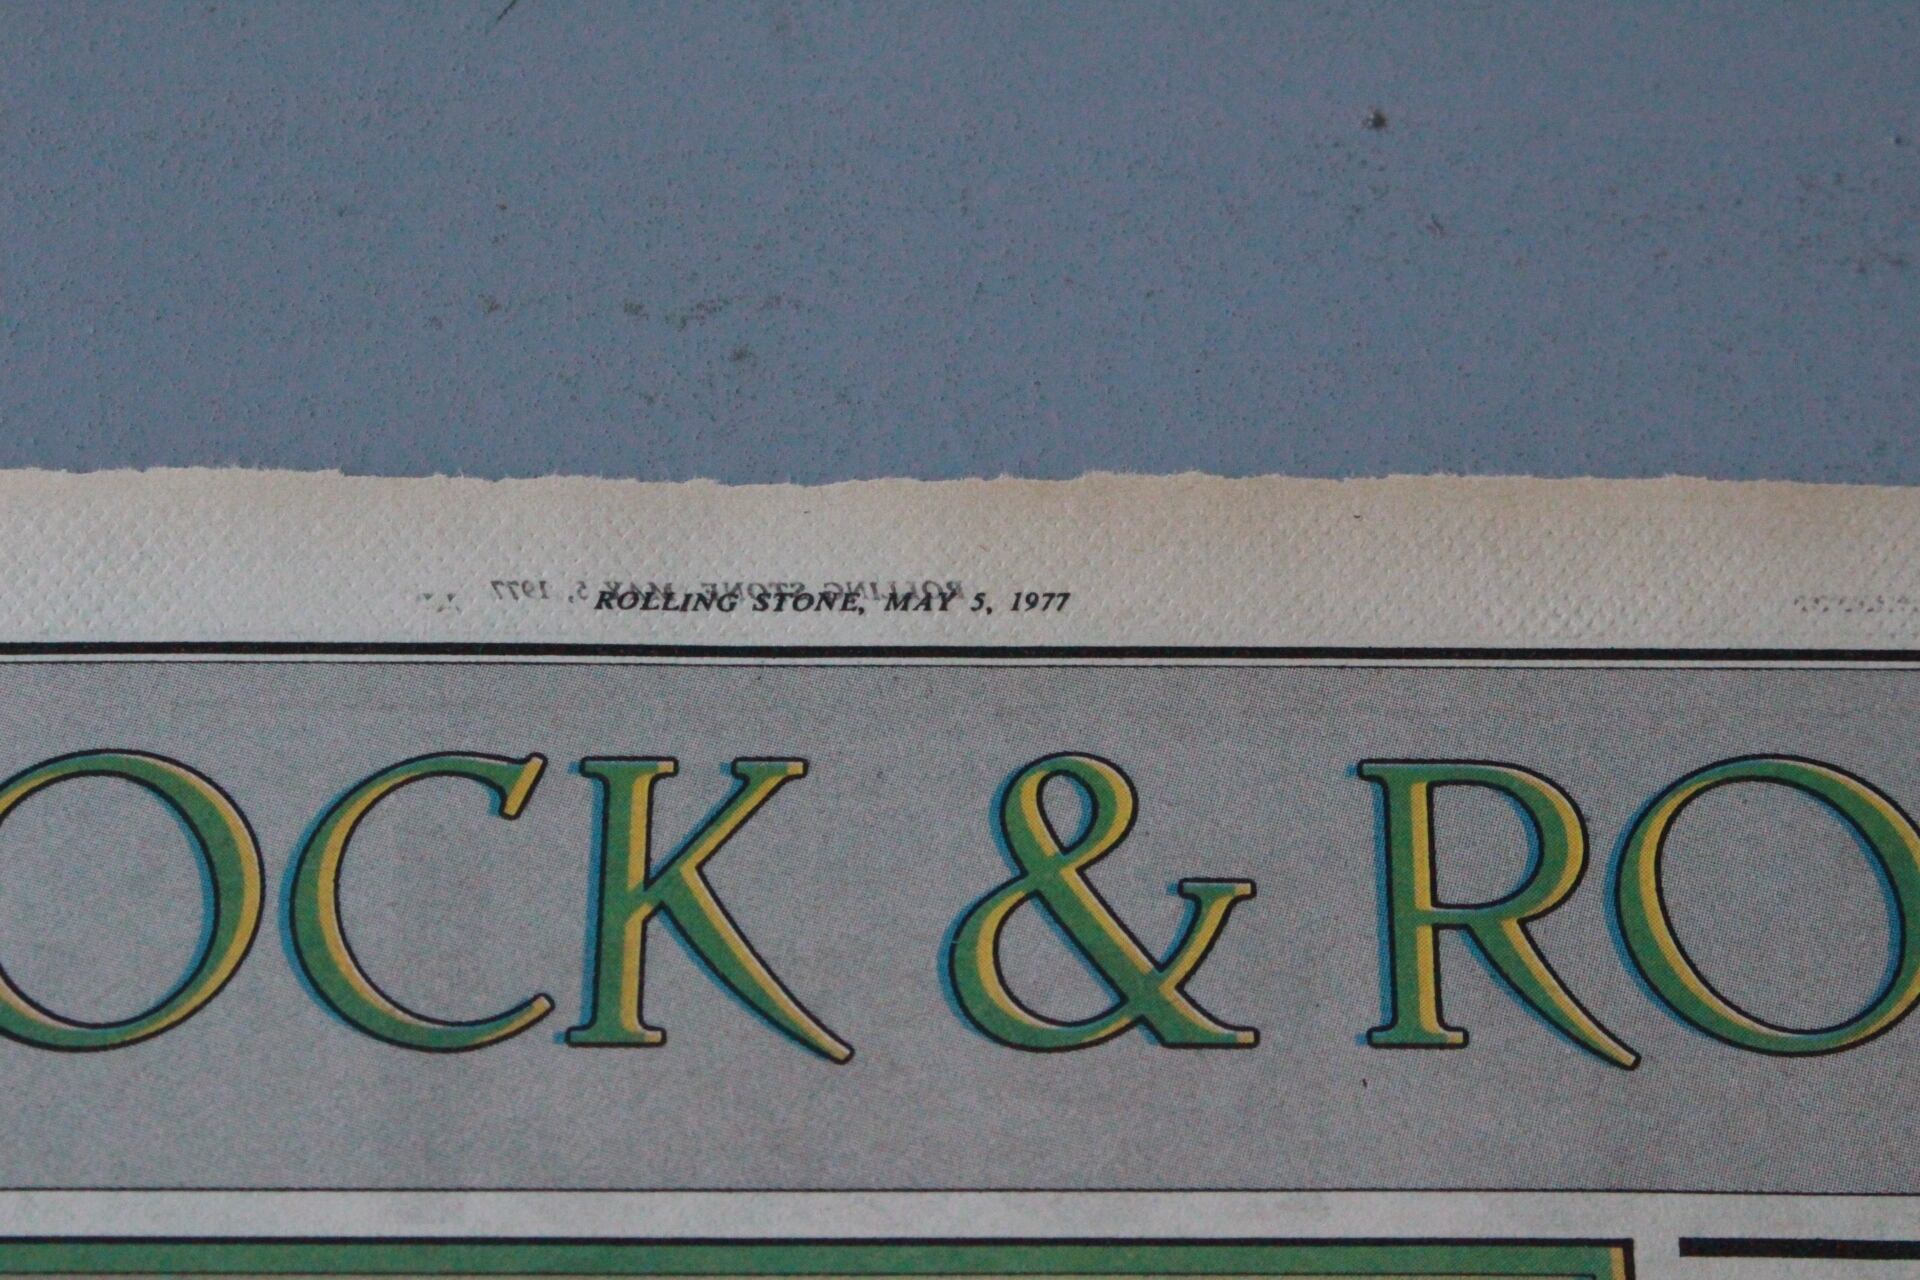 ROLLING STONE, MAY 5, 1977
OCK & RO